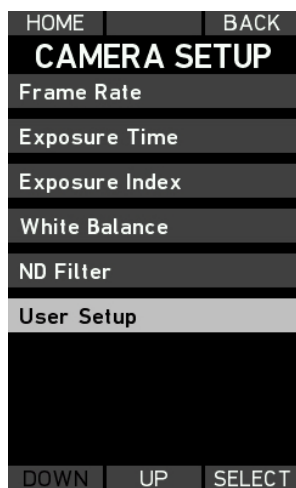 HOME BACK
CAMERA SETUP
Frame Rate
Exposure Time
Exposure Index
White Balance
ND Filter
User Setup
DOWN UP SELECT